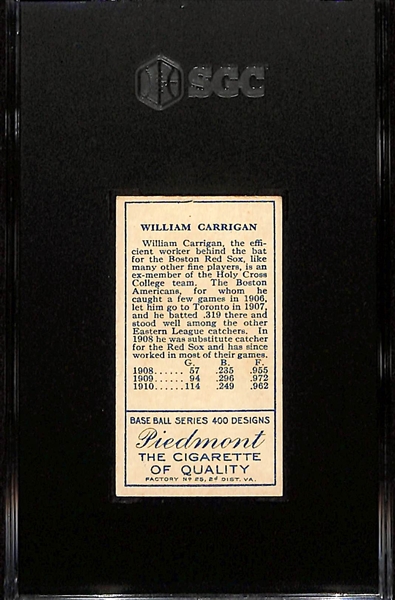 SGC
WILLIAM CARRIGAN
William Carrigan, the effi-
cient worker behind the bat
for the Boston Red Sox, like
many other fine players, is an
ex-member of the Holy Cross
College team. The Boston
Americans, for whom he
caught a few games in 1906,
let him go to Toronto in 1907,
and he batted .319 there and
stood well among the other
Eastern League catchers. In
1908 he was substitute catcher
for the Red Sox and has since
worked in most of their games.
G. B. F.
1908...... 57 .235 .955
1909...... 94 .296 .972
1910......114 .249 .962
BASE BALL SERIES 400 DESIGNS
Piedmont
THE CIGARETTE
OF QUALITY
FACTORY No 25, 2d DIST. VA.